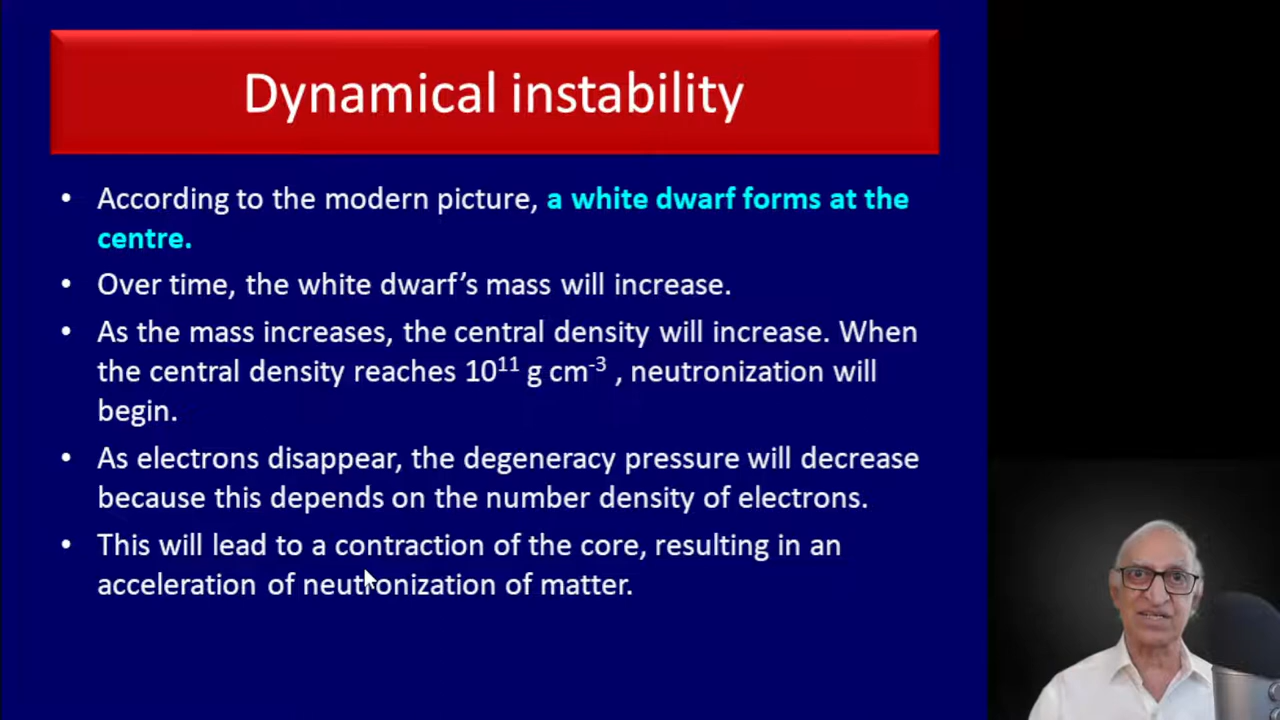 Dynamical instability
• According to the modern picture, a white dwarf forms at the
centre.
• Over time, the white dwarf’s mass will increase.
• As the mass increases, the central density will increase. When
the central density reaches 10¹¹ g cm⁻³ , neutronization will
begin.
• As electrons disappear, the degeneracy pressure will decrease
because this depends on the number density of electrons.
• This will lead to a contraction of the core, resulting in an
acceleration of neutronization of matter.